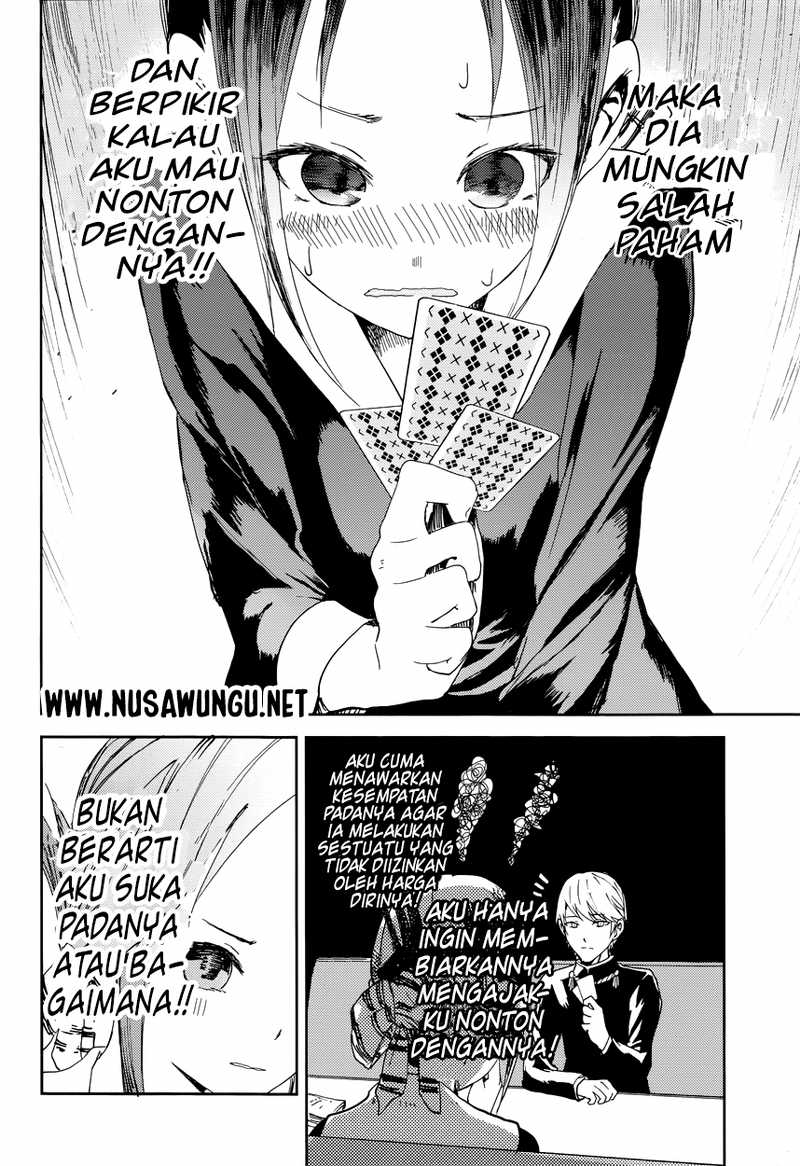 MAKA
DIA
MUNGKIN
SALAH
PAHAM
DAN
BERPIKIR
KALAU
AKU MAU
NONTON
DENGAN-
NYA!!
WWW.NUSAWUNGU.NET
AKU CUMA
MENAWARKAN
KESEMPATAN
PADANYA AGAR
IA MELAKUKAN
SESTUATU YANG
TIDAK DIIZINKAN
OLEH HARGA
DIRINYA!
AKU HANYA
INGIN MEM-
BIARKANNYA
MENGAJAK-
KU NONTON
DENGANNYA!
BUKAN
BERARTI
AKU SUKA
PADANYA
ATAU BA-
GAIMANA!!